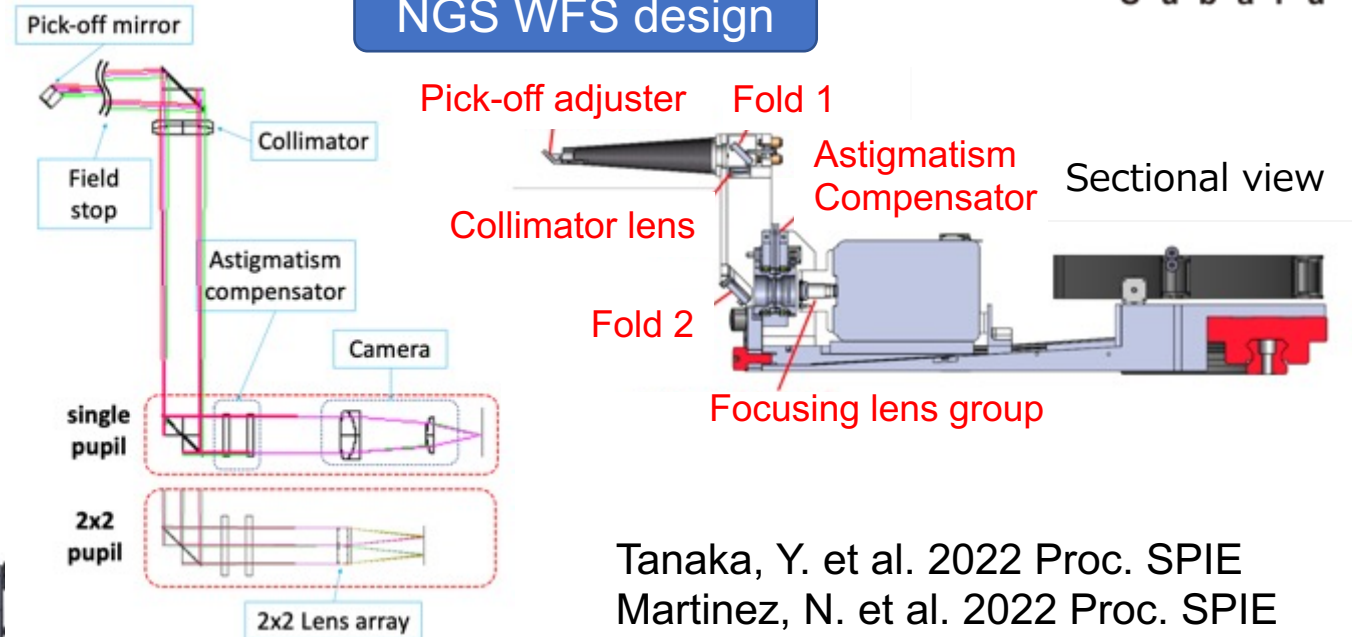 NGS WFS design
Pick-off mirror
Collimator
Field
stop
Astigmatism
compensator
Camera
single
pupil
2x2
pupil
2x2 Lens array
Pick-off adjuster
Fold 1
Astigmatism
Compensator
Sectional view
Collimator lens
Fold 2
Focusing lens group
Tanaka, Y. et al. 2022 Proc. SPIE
Martinez, N. et al. 2022 Proc. SPIE